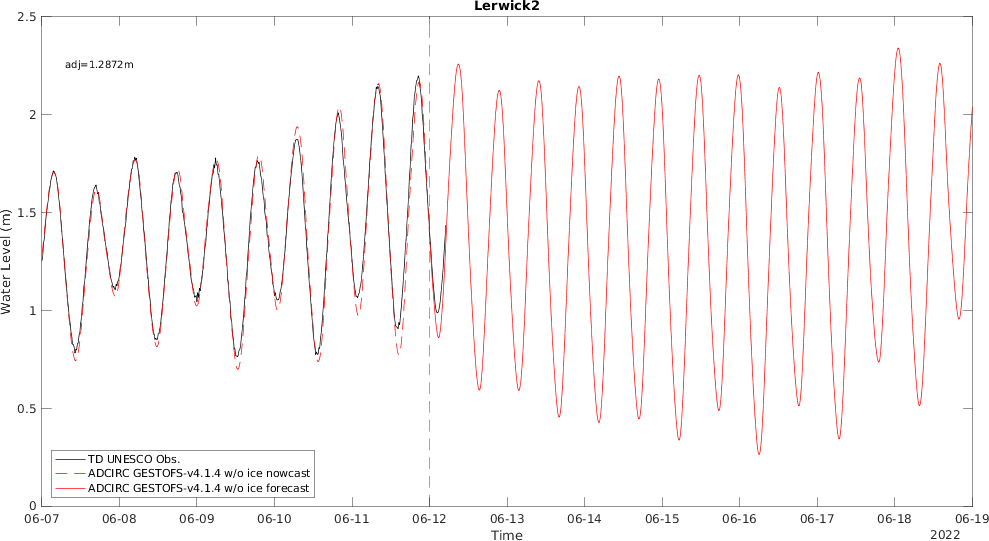 Lerwick2
adj=1.2872m
2.5
2
1.5
1
0.5
0
Water Level (m)
TD UNESCO Obs.
ADCIRC GESTOFS-v4.1.4 w/o ice nowcast
ADCIRC GESTOFS-v4.1.4 w/o ice forecast
06-07 06-08 06-09 06-10 06-11 06-12 06-13 06-14 06-15 06-16 06-17 06-18 06-19
Time
2022